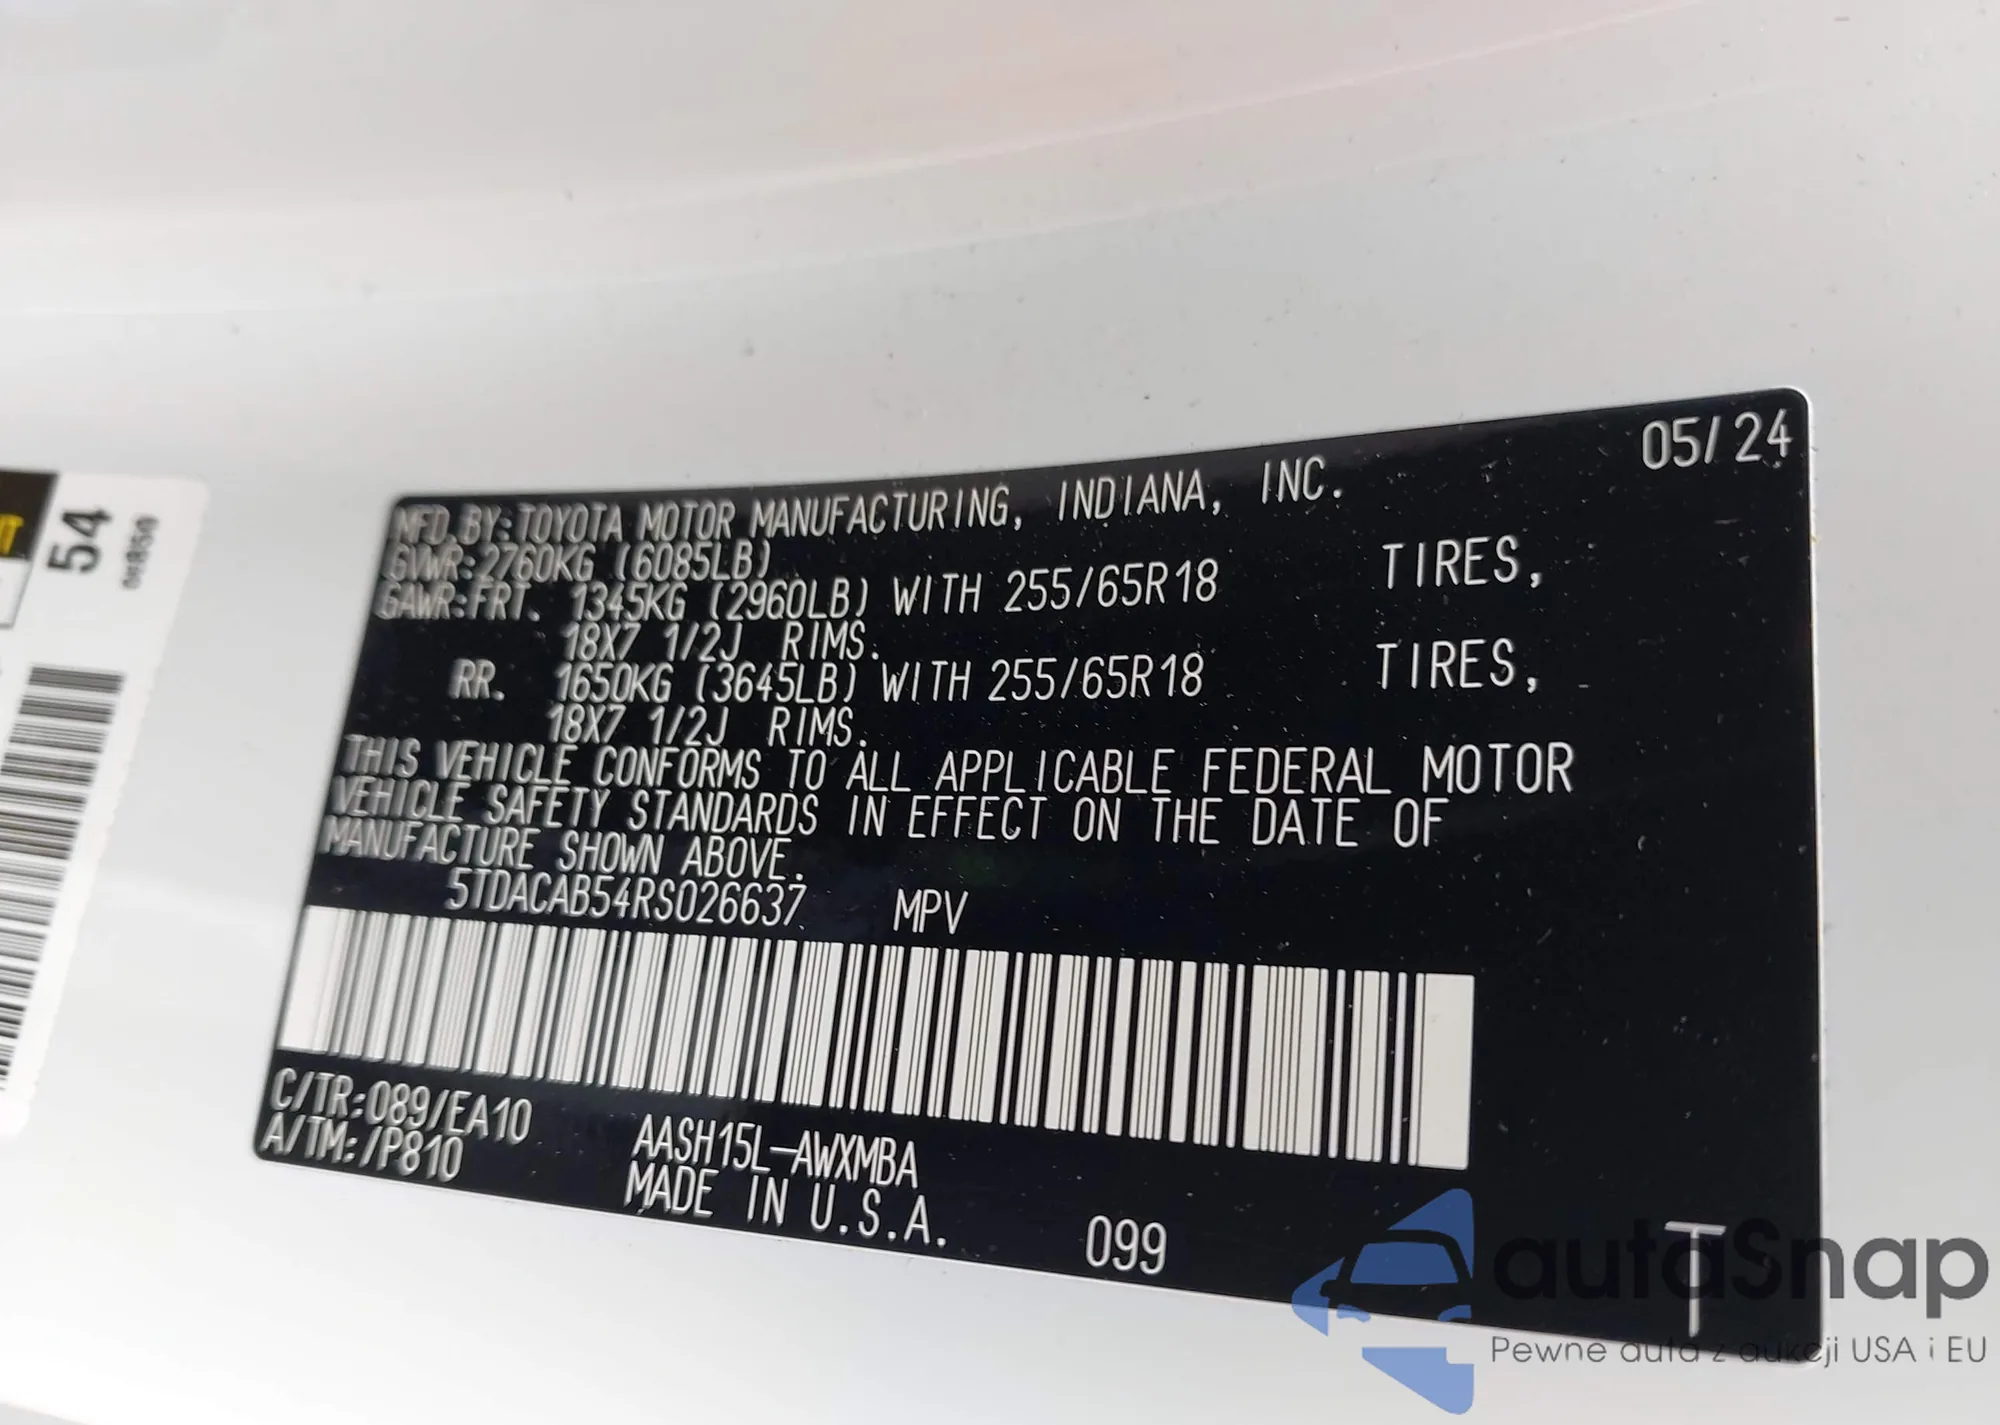 54
05/24
MFD.BY:TOYOTA MOTOR MANUFACTURING, INDIANA, INC.
GVWR:2760KG (6085LB)
GAWR:FRT. 1345KG (2960LB) WITH 255/65R18 TIRES,
18X7 1/2J RIMS.
RR. 1650KG (3645LB) WITH 255/65R18 TIRES,
18X7 1/2J RIMS.
THIS VEHICLE CONFORMS TO ALL APPLICABLE FEDERAL MOTOR
VEHICLE SAFETY STANDARDS IN EFFECT ON THE DATE OF
MANUFACTURE SHOWN ABOVE.
5TDACAB54RS026637 MPV
C/TR:089/EA10
A/TM:/P810
AASH15L-AWXMBA
MADE IN U.S.A.
099
T
autaSnap
Pewne auta z aukcji USA i EU